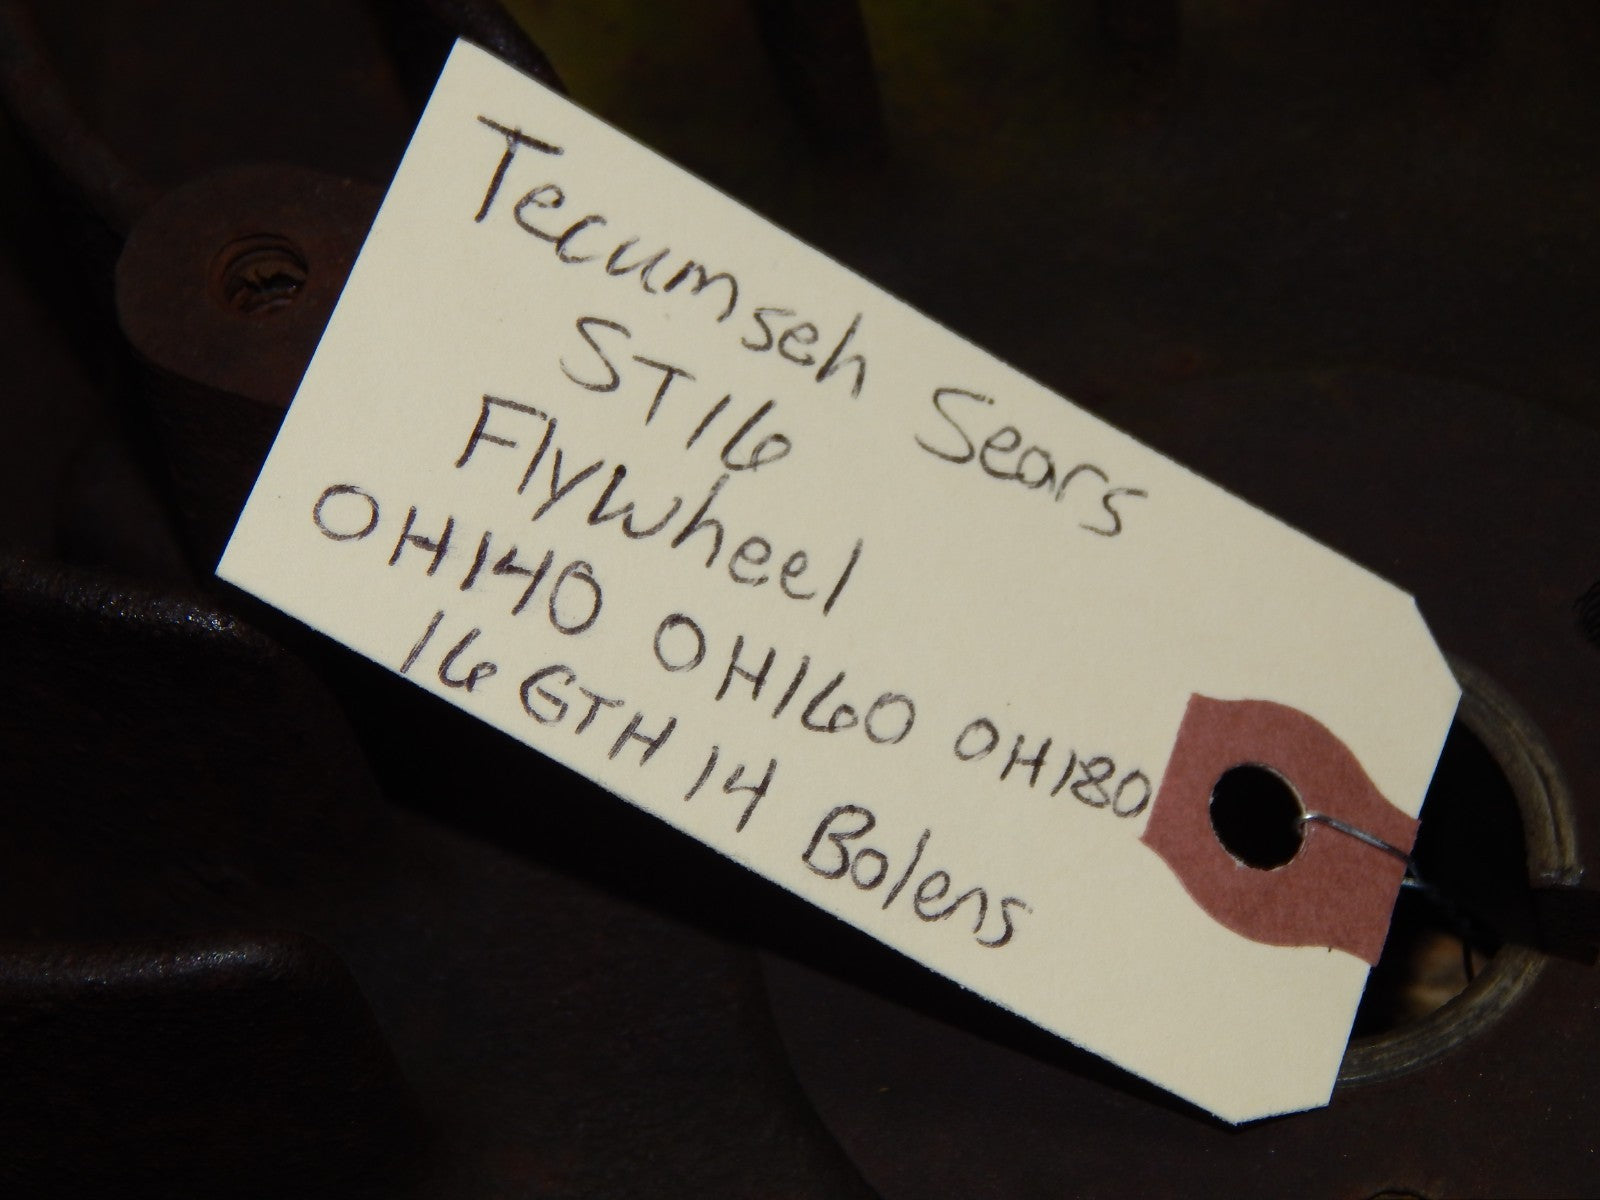 Tecumseh Sears
ST16
Flywheel
OH140 OH160 OH180
16 GTH 14 Bolens